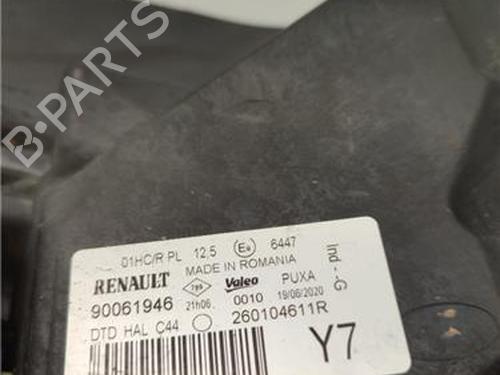 01HC/R PL 12,5 E9 6447
MADE IN ROMANIA
RENAULT Valeo PUXA
90061946 21h06 0010 19/06/2020
DTD HAL C44 260104611R
Y7
Ind -G
B-PARTS